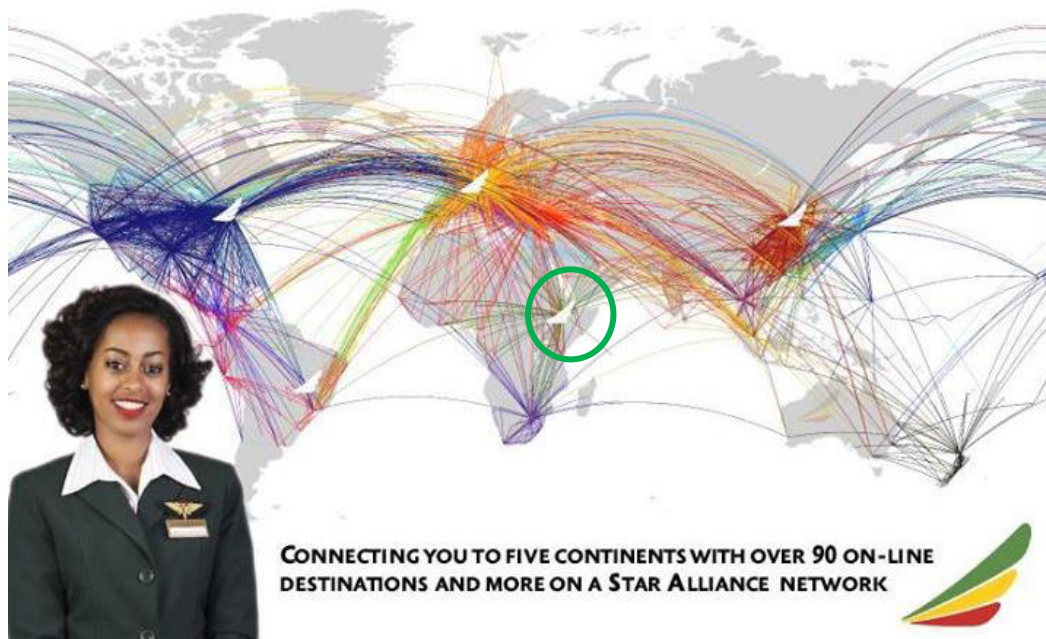 CONNECTING YOU TO FIVE CONTINENTS WITH OVER 90 ON-LINE
DESTINATIONS AND MORE ON A STAR ALLIANCE NETWORK